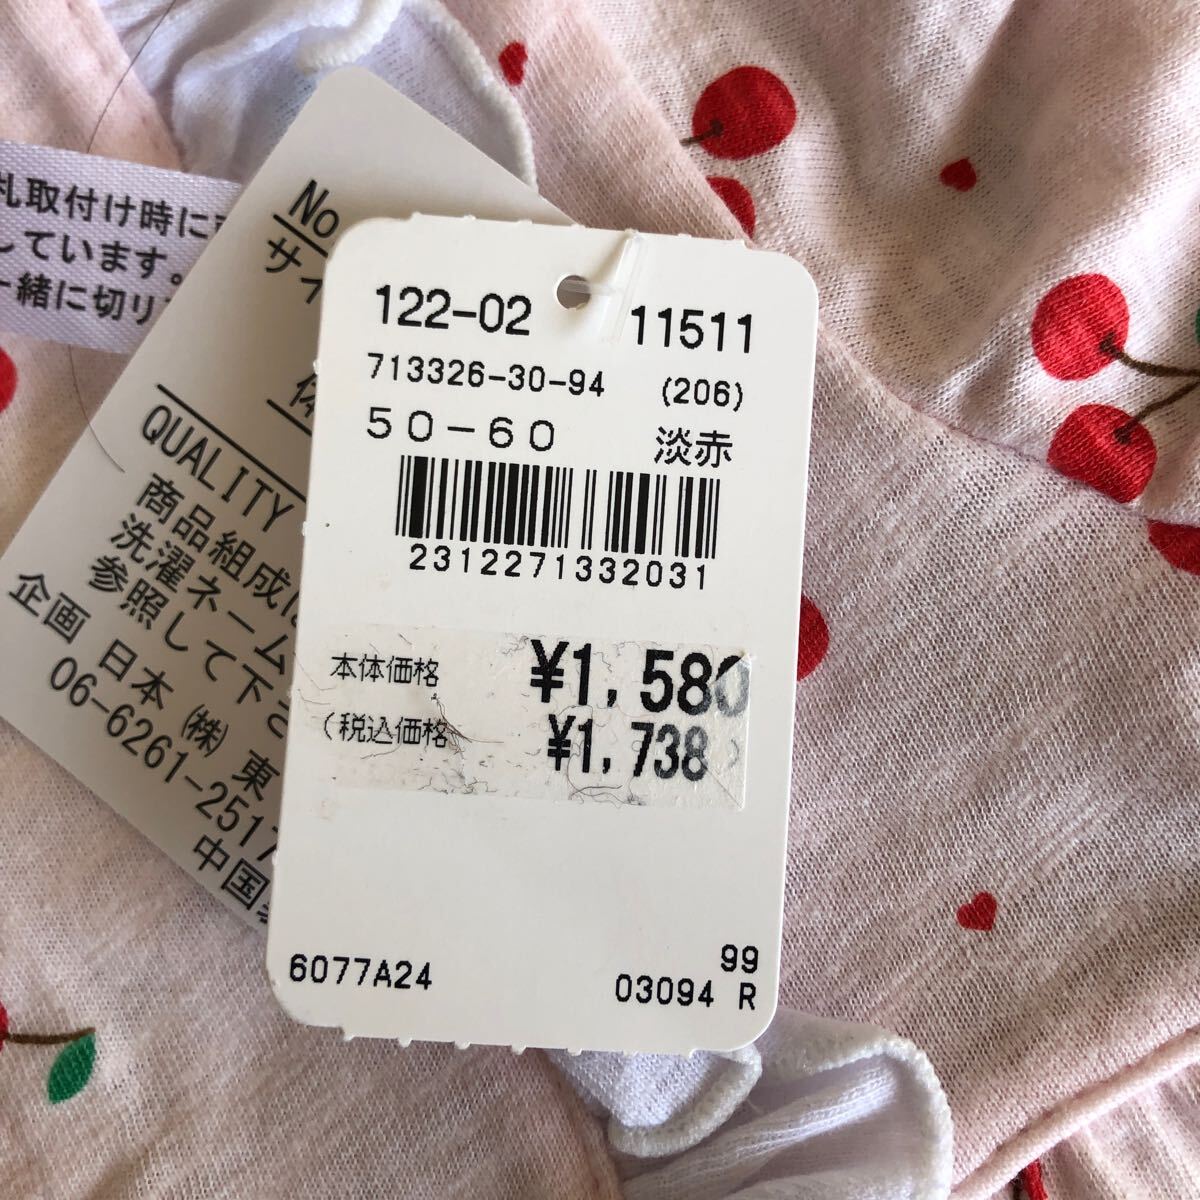 札取付け時に
しています。
一緒に切り
No
サイ
体
QUALITY
商品組成は
洗濯ネーム
参照して下さ
企画 日本 ㈱ 東
06-6261-2517
中国
122-02 11511
713326-30-94 (206)
50-60 淡赤
2312271332031
本体価格 ¥1,580
(税込価格 ¥1,738
6077A24
99
03094 R